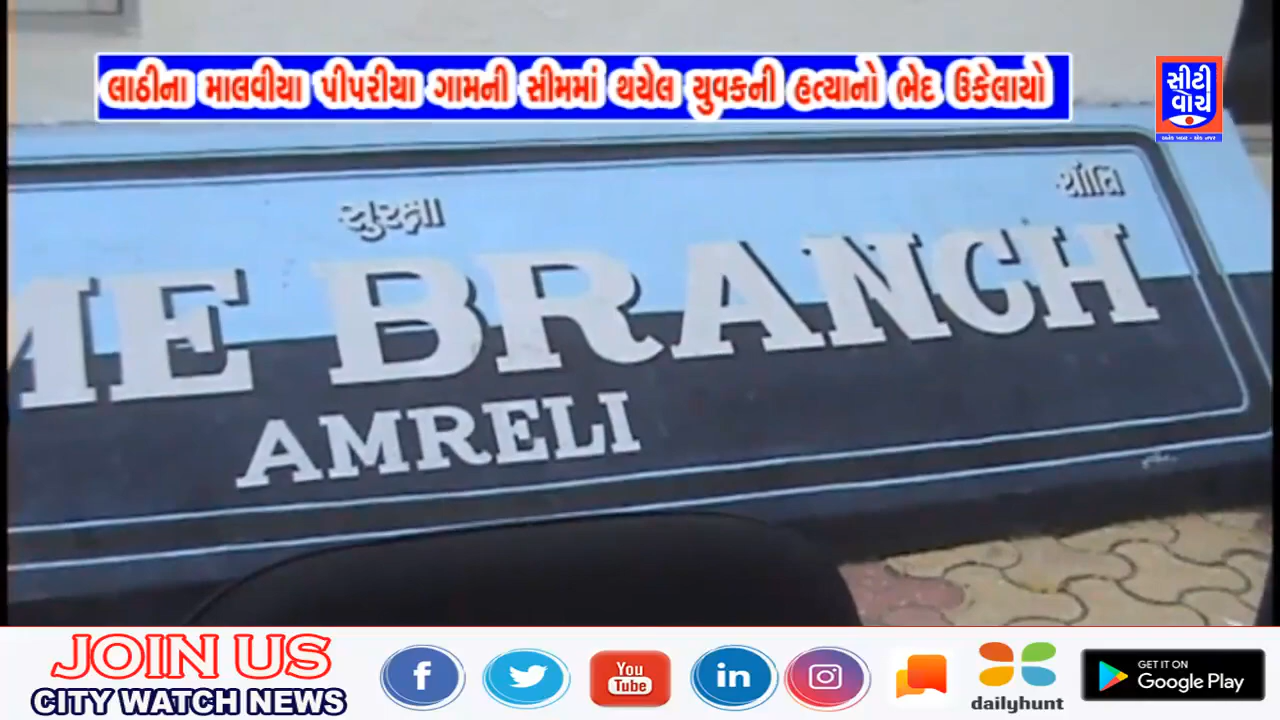 લાઠીના માલવીયા પીપરીયા ગામની સીમમાં થયેલ યુવકની હત્યાનો ભેદ ઉકેલાયો
સીટી
વોચ
સુરક્ષા
શાંતિ
ME BRANCH
AMRELI
JOIN US
CITY WATCH NEWS
f
You
Tube
in
dailyhunt
GET IT ON
Google Play